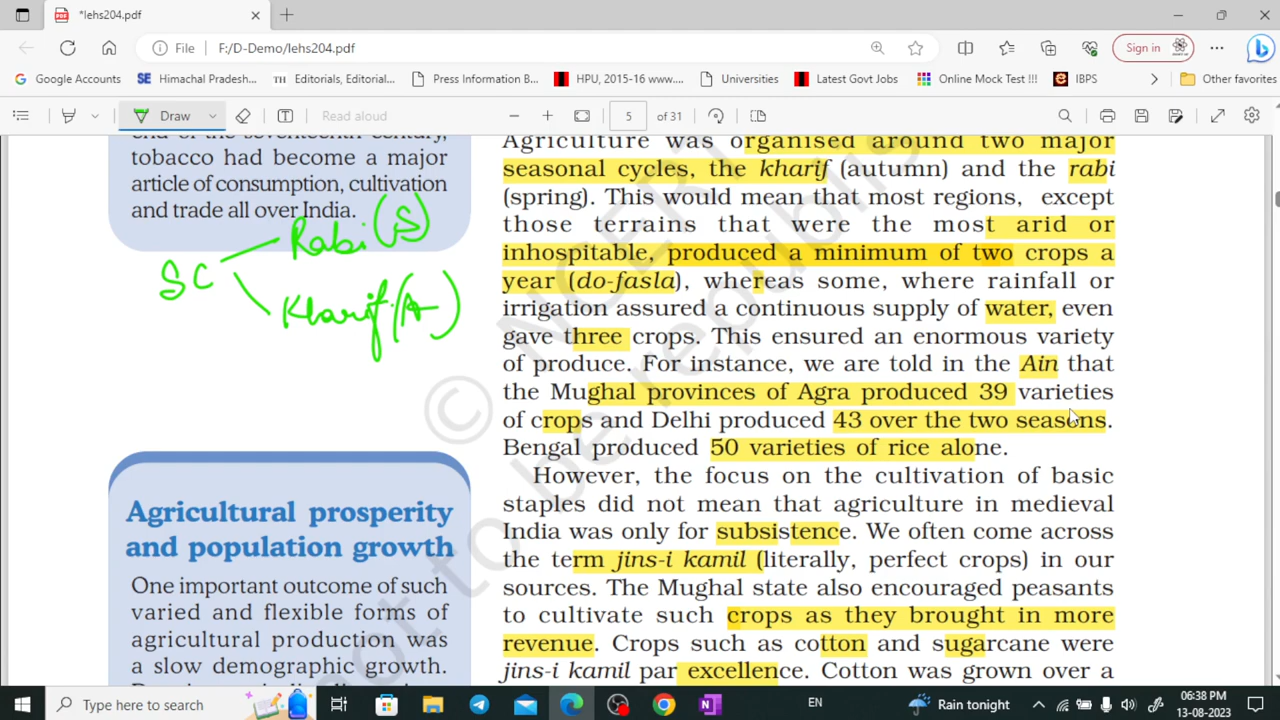 *lehs204.pdf
File F:/D-Demo/lehs204.pdf Sign in
Google Accounts SE Himachal Pradesh... TH Editorials, Editorial... Press Information B... HPU, 2015-16 www.... Universities Latest Govt Jobs Online Mock Test !!! IBPS Other favorites
Draw Read aloud 5 of 31
tobacco had become a major
article of consumption, cultivation
and trade all over India.
SC
Rabi (S)
Kharif (A)
Agricultural prosperity
and population growth
One important outcome of such
varied and flexible forms of
agricultural production was
a slow demographic growth.
Agriculture was organised around two major
seasonal cycles, the kharif (autumn) and the rabi
(spring). This would mean that most regions, except
those terrains that were the most arid or
inhospitable, produced a minimum of two crops a
year (do-fasla), whereas some, where rainfall or
irrigation assured a continuous supply of water, even
gave three crops. This ensured an enormous variety
of produce. For instance, we are told in the Ain that
the Mughal provinces of Agra produced 39 varieties
of crops and Delhi produced 43 over the two seasons.
Bengal produced 50 varieties of rice alone.
However, the focus on the cultivation of basic
staples did not mean that agriculture in medieval
India was only for subsistence. We often come across
the term jins-i kamil (literally, perfect crops) in our
sources. The Mughal state also encouraged peasants
to cultivate such crops as they brought in more
revenue. Crops such as cotton and sugarcane were
jins-i kamil par excellence. Cotton was grown over a
© NCERT
not to be republished
Type here to search EN Rain tonight 06:38 PM
13-08-2023